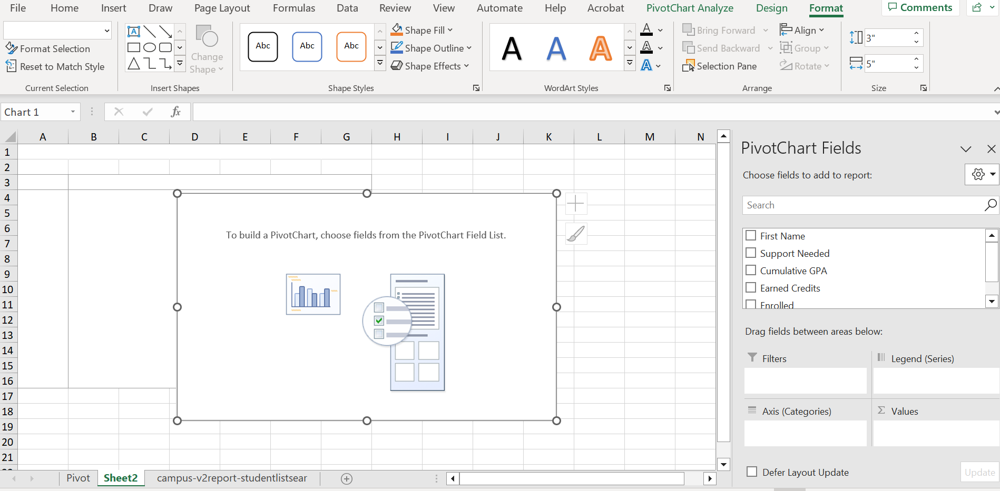 File Home Insert Draw Page Layout Formulas Data Review View Automate Help Acrobat PivotChart Analyze Design Format Comments
Format Selection
Reset to Match Style
Current Selection
A
Change
Shape
Insert Shapes
Abc Abc Abc
Shape Fill
Shape Outline
Shape Effects
Shape Styles
A A A
A
A
A
WordArt Styles
Bring Forward
Send Backward
Selection Pane
Align
Group
Rotate
Arrange
3"
5"
Size
Chart 1 fx
A B C D E F G H I J K L M N
1
2
3
4
5
6
7
8
9
10
11
12
13
14
15
16
17
18
19
20
21
To build a PivotChart, choose fields from the PivotChart Field List.
PivotChart Fields
Choose fields to add to report:
Search
First Name
Support Needed
Cumulative GPA
Earned Credits
Enrolled
Drag fields between areas below:
Filters
Legend (Series)
Axis (Categories)
Σ Values
Defer Layout Update
Update
Pivot Sheet2 campus-v2report-studentlistsear